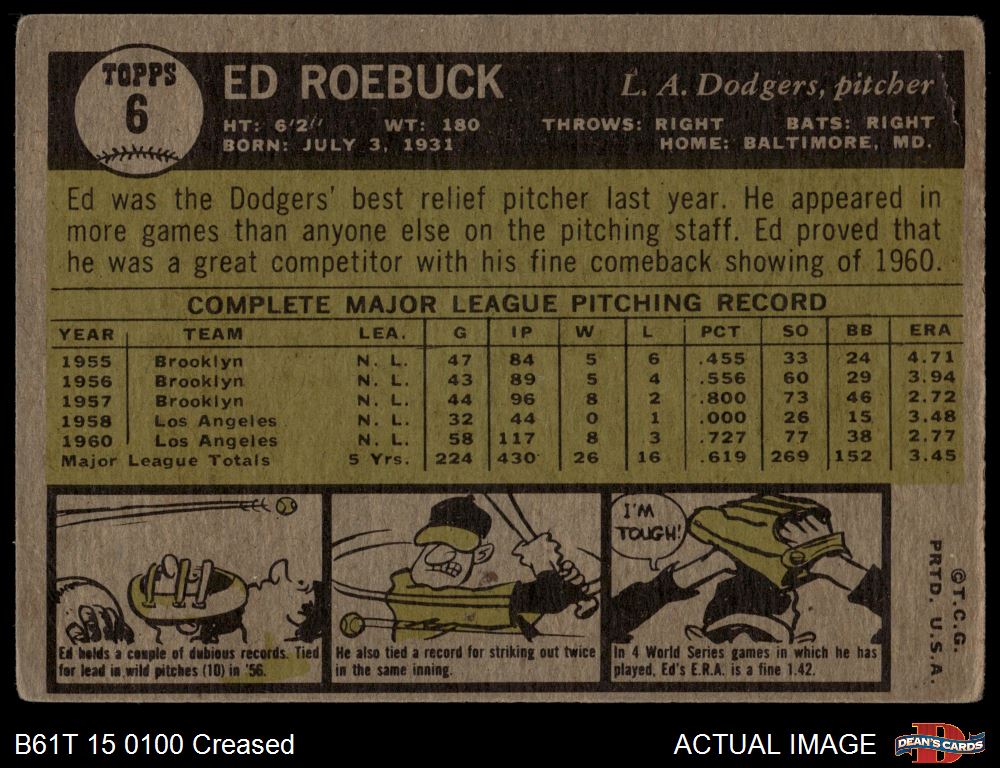 TOPPS
6
ED ROEBUCK
L. A. Dodgers, pitcher
HT: 6'2" WT: 180 THROWS: RIGHT BATS: RIGHT
BORN: JULY 3, 1931 HOME: BALTIMORE, MD.
Ed was the Dodgers' best relief pitcher last year. He appeared in
more games than anyone else on the pitching staff. Ed proved that
he was a great competitor with his fine comeback showing of 1960.
COMPLETE MAJOR LEAGUE PITCHING RECORD
YEAR TEAM LEA. G IP W L PCT SO BB ERA
1955 Brooklyn N. L. 47 84 5 6 .455 33 24 4.71
1956 Brooklyn N. L. 43 89 5 4 .556 60 29 3.94
1957 Brooklyn N. L. 44 96 8 2 .800 73 46 2.72
1958 Los Angeles N. L. 32 44 0 1 .000 26 15 3.48
1960 Los Angeles N. L. 58 117 8 3 .727 77 38 2.77
Major League Totals 5 Yrs. 224 430 26 16 .619 269 152 3.45
I'M
TOUGH!
Ed holds a couple of dubious records. Tied
for lead in wild pitches (10) in '56.
He also tied a record for striking out twice
in the same inning.
In 4 World Series games in which he has
played, Ed's E.R.A. is a fine 1.42.
©T.C.G.
PRTD. U.S.A.
B61T 15 0100 Creased
ACTUAL IMAGE
DEAN'S CARDS